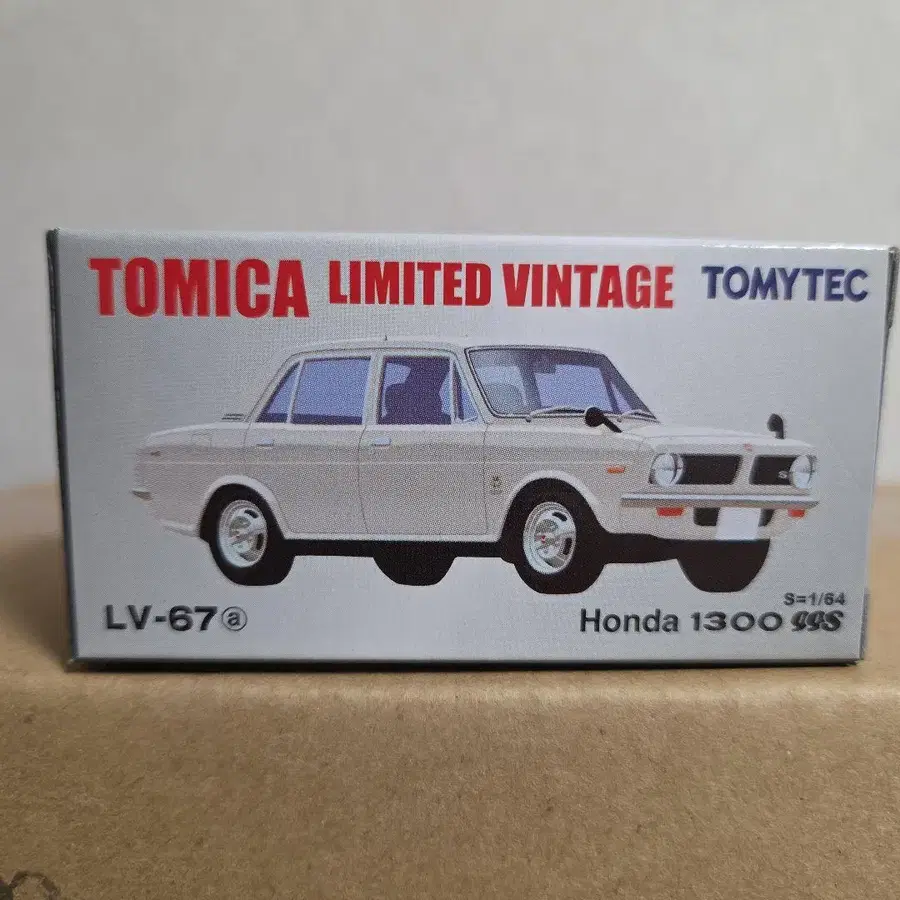 TOMICA LIMITED VINTAGE TOMYTEC
S=1/64
LV-67ⓐ Honda 1300 99S